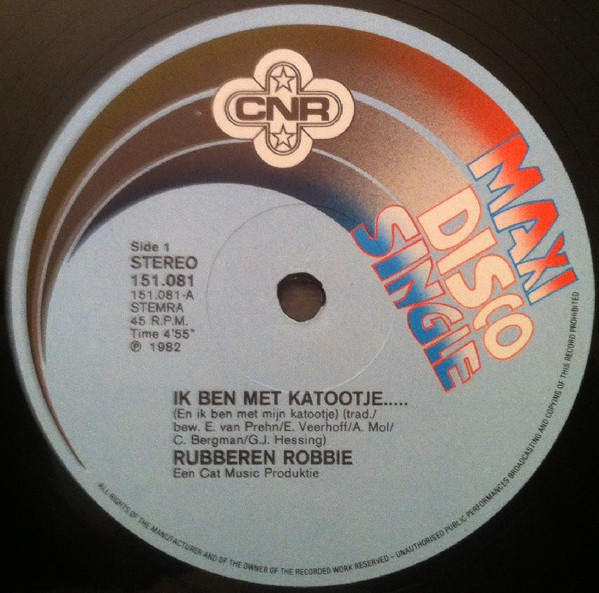 CNR
MAXI
DISCO
SINGLE
Side 1
STEREO
151.081
151.081-A
STEMRA
45 R.P.M.
Time 4'55"
℗ 1982
IK BEN MET KATOOTJE.....
(En ik ben met mijn katootje) (trad./
bew. E. van Prehn/E. Veerhoff/A. Mol/
C. Bergman/G.J. Hessing)
RUBBEREN ROBBIE
Een Cat Music Produktie
ALL RIGHTS OF THE MANUFACTURER AND OF THE OWNER OF THE RECORDED WORK RESERVED – UNAUTHORISED PUBLIC PERFORMANCES BROADCASTING AND COPYING OF THIS RECORD PROHIBITED